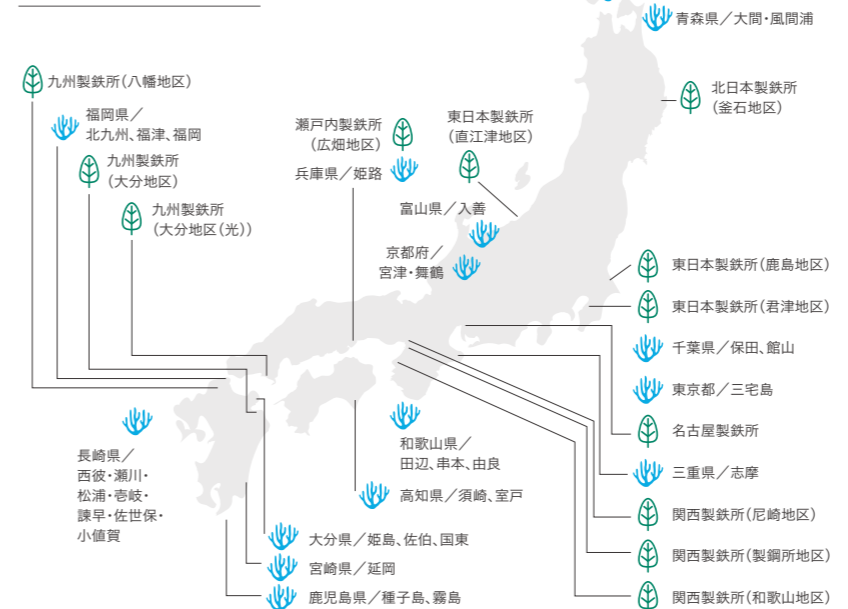 青森県／大間・風間浦
北日本製鉄所
(釜石地区)
九州製鉄所(八幡地区)
福岡県／
北九州、福津、福岡
九州製鉄所
(大分地区)
九州製鉄所
(大分地区(光))
瀬戸内製鉄所
(広畑地区)
兵庫県／姫路
東日本製鉄所
(直江津地区)
富山県／入善
京都府／
宮津・舞鶴
東日本製鉄所(鹿島地区)
東日本製鉄所(君津地区)
千葉県／保田、館山
東京都／三宅島
名古屋製鉄所
三重県／志摩
関西製鉄所(尼崎地区)
関西製鉄所(製鋼所地区)
関西製鉄所(和歌山地区)
和歌山県／
田辺、串本、由良
高知県／須崎、室戸
長崎県／
西彼・瀬川・
松浦・壱岐・
諫早・佐世保・
小値賀
大分県／姫島、佐伯、国東
宮崎県／延岡
鹿児島県／種子島、霧島